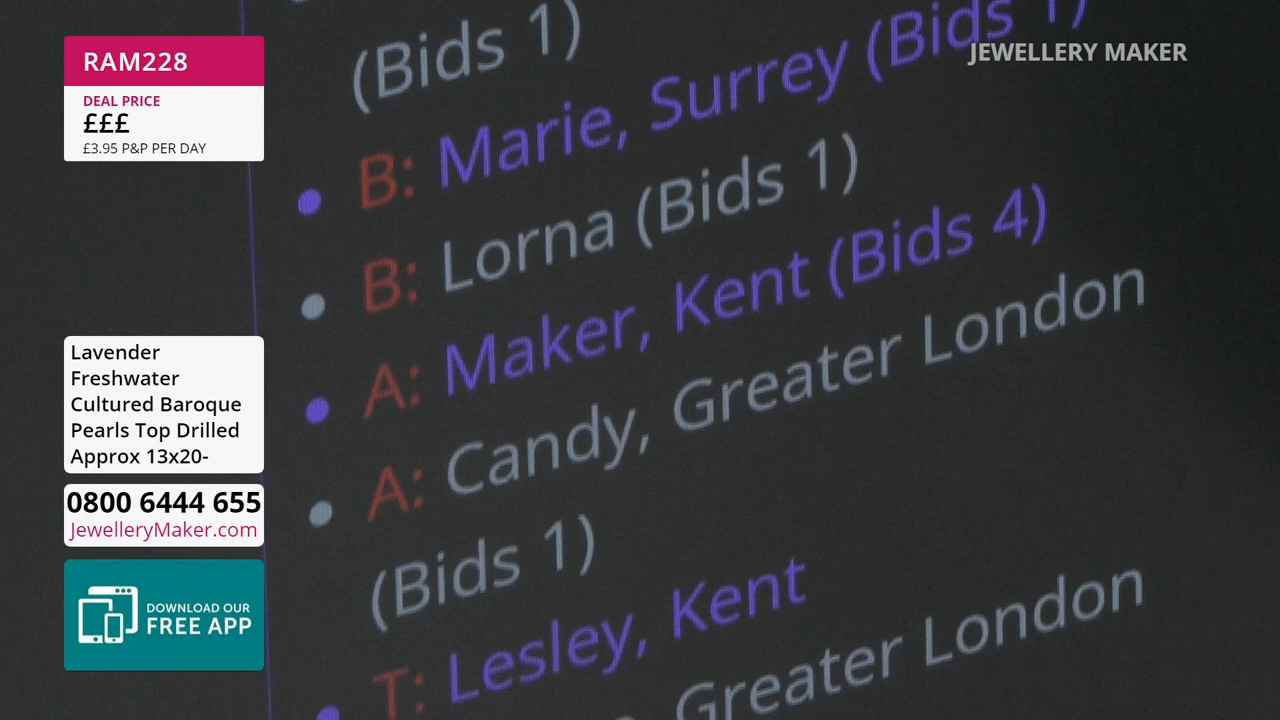 RAM228
DEAL PRICE
£££
£3.95 P&P PER DAY
JEWELLERY MAKER
(Bids 1)
B: Marie, Surrey (Bids 1)
B: Lorna (Bids 1)
A: Maker, Kent (Bids 4)
A: Candy, Greater London
(Bids 1)
T: Lesley, Kent
Greater London
Lavender
Freshwater
Cultured Baroque
Pearls Top Drilled
Approx 13x20-
0800 6444 655
JewelleryMaker.com
DOWNLOAD OUR
FREE APP